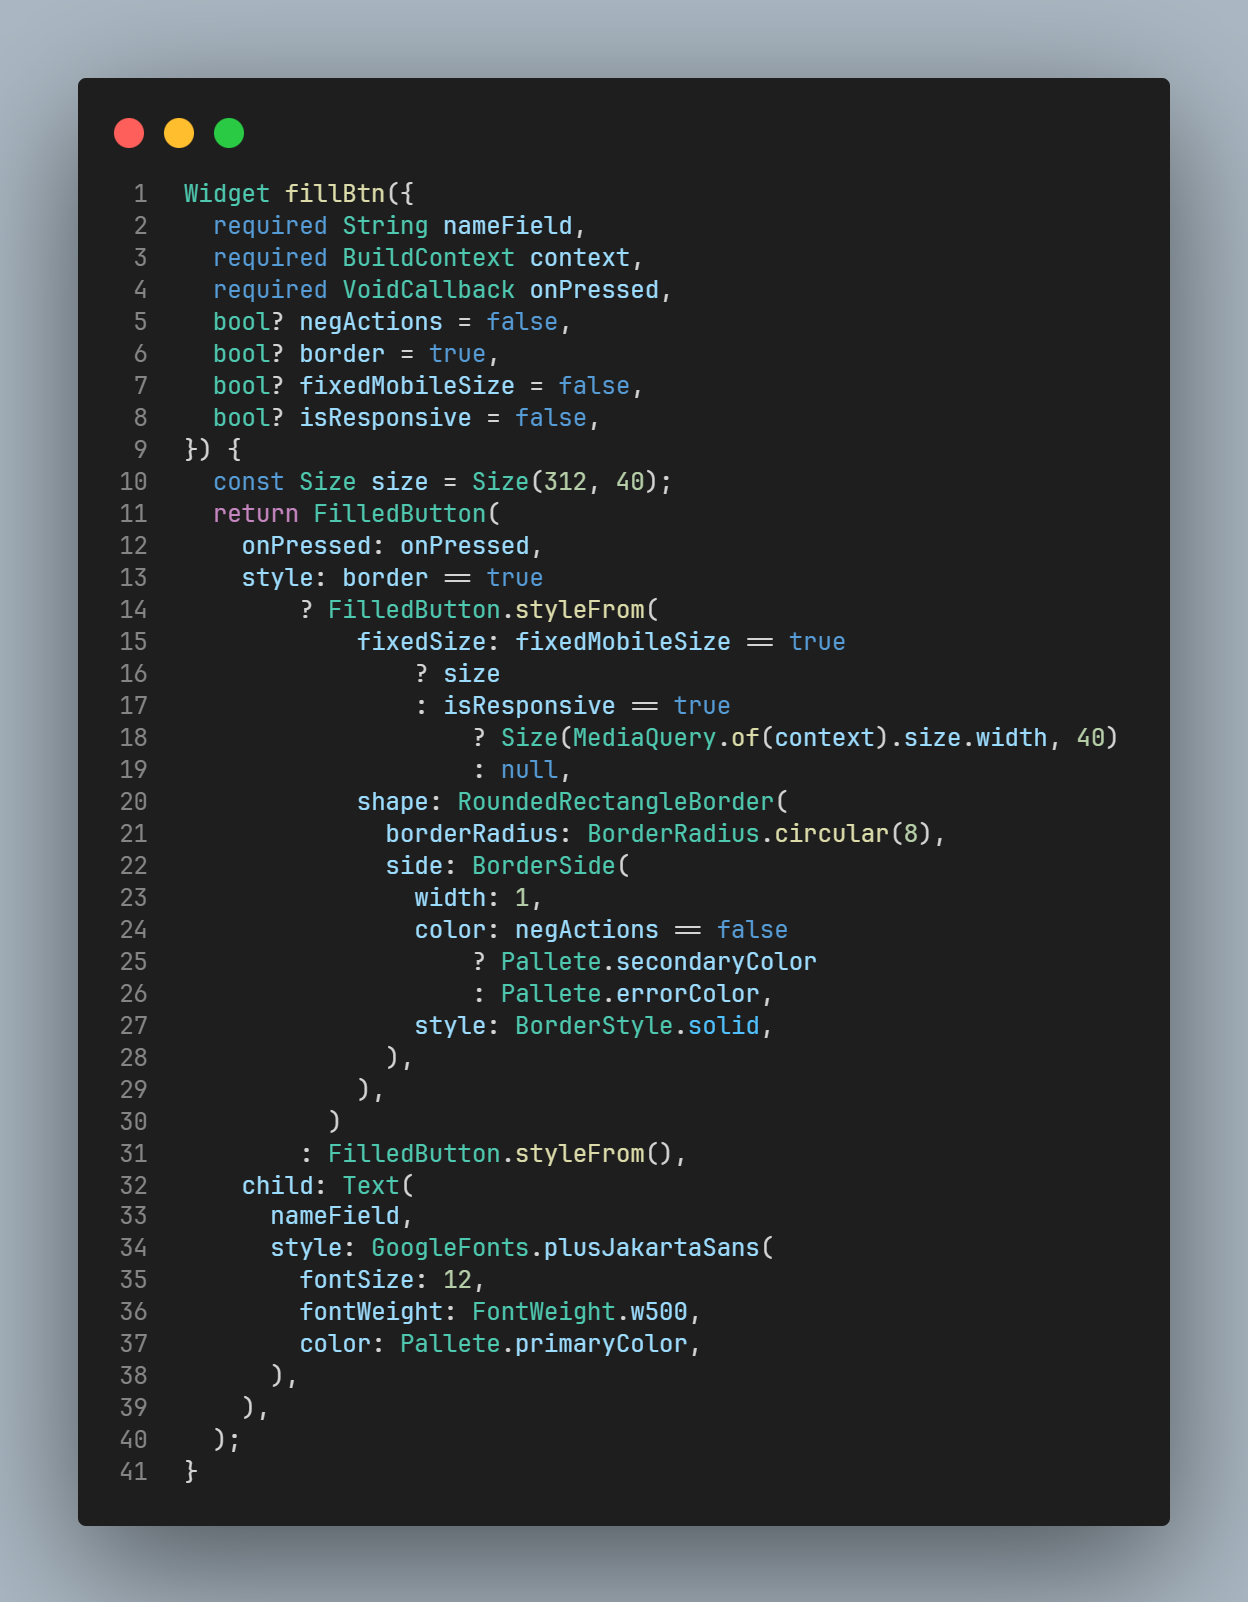 1 Widget fillBtn({
2   required String nameField,
3   required BuildContext context,
4   required VoidCallback onPressed,
5   bool? negActions = false,
6   bool? border = true,
7   bool? fixedMobileSize = false,
8   bool? isResponsive = false,
9 }) {
10   const Size size = Size(312, 40);
11   return FilledButton(
12     onPressed: onPressed,
13     style: border == true
14         ? FilledButton.styleFrom(
15             fixedSize: fixedMobileSize == true
16                 ? size
17                 : isResponsive == true
18                     ? Size(MediaQuery.of(context).size.width, 40)
19                     : null,
20             shape: RoundedRectangleBorder(
21               borderRadius: BorderRadius.circular(8),
22               side: BorderSide(
23                 width: 1,
24                 color: negActions == false
25                     ? Pallete.secondaryColor
26                     : Pallete.errorColor,
27                 style: BorderStyle.solid,
28               ),
29             ),
30           )
31         : FilledButton.styleFrom(),
32     child: Text(
33       nameField,
34       style: GoogleFonts.plusJakartaSans(
35         fontSize: 12,
36         fontWeight: FontWeight.w500,
37         color: Pallete.primaryColor,
38       ),
39     ),
40   );
41 }